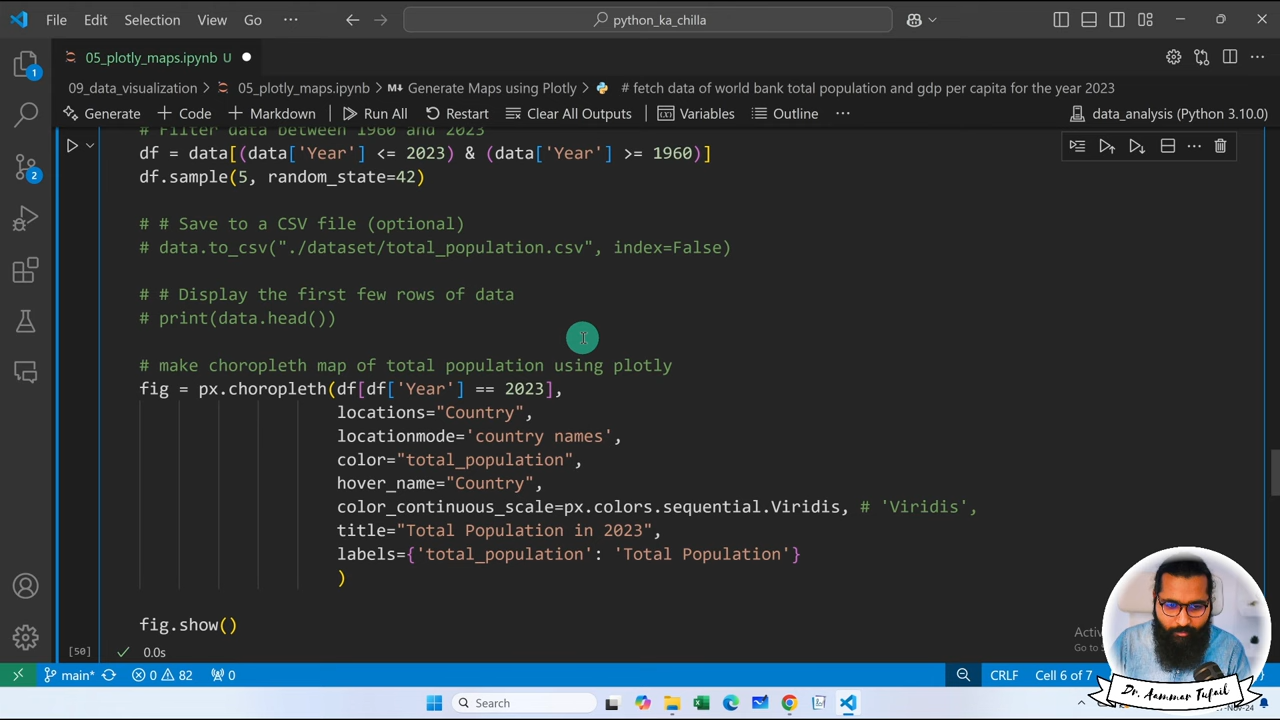 File Edit Selection View Go ··· python_ka_chilla
05_plotly_maps.ipynb U
09_data_visualization > 05_plotly_maps.ipynb > M↓ Generate Maps using Plotly > # fetch data of world bank total population and gdp per capita for the year 2023
Generate + Code + Markdown Run All Restart Clear All Outputs Variables Outline ··· data_analysis (Python 3.10.0)
# Filter data between 1960 and 2023
df = data[(data['Year'] <= 2023) & (data['Year'] >= 1960)]
df.sample(5, random_state=42)
# # Save to a CSV file (optional)
# data.to_csv("./dataset/total_population.csv", index=False)
# # Display the first few rows of data
# print(data.head())
# make choropleth map of total population using plotly
fig = px.choropleth(df[df['Year'] == 2023],
locations="Country",
locationmode='country names',
color="total_population",
hover_name="Country",
color_continuous_scale=px.colors.sequential.Viridis, # 'Viridis',
title="Total Population in 2023",
labels={'total_population': 'Total Population'}
)
fig.show()
[50] 0.0s
main* 0 82 0 CRLF Cell 6 of 7
Search
Dr. Aammar Tufail